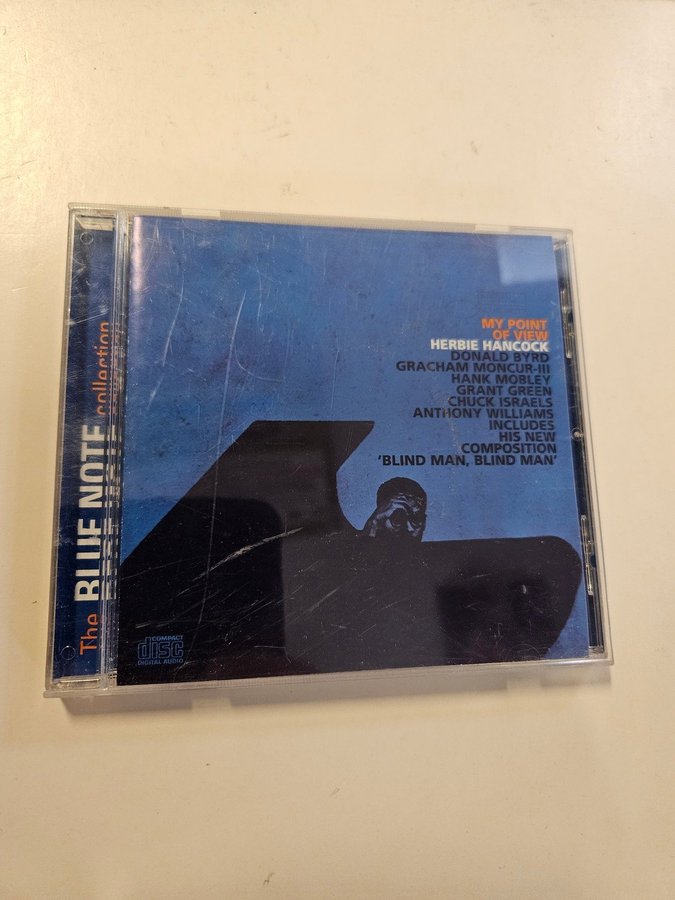 The BLUE NOTE collection
MY POINT
OF VIEW
HERBIE HANCOCK
DONALD BYRD
GRACHAM MONCUR-III
HANK MOBLEY
GRANT GREEN
CHUCK ISRAELS
ANTHONY WILLIAMS
INCLUDES
HIS NEW
COMPOSITION
'BLIND MAN, BLIND MAN'
COMPACT
disc
DIGITAL AUDIO